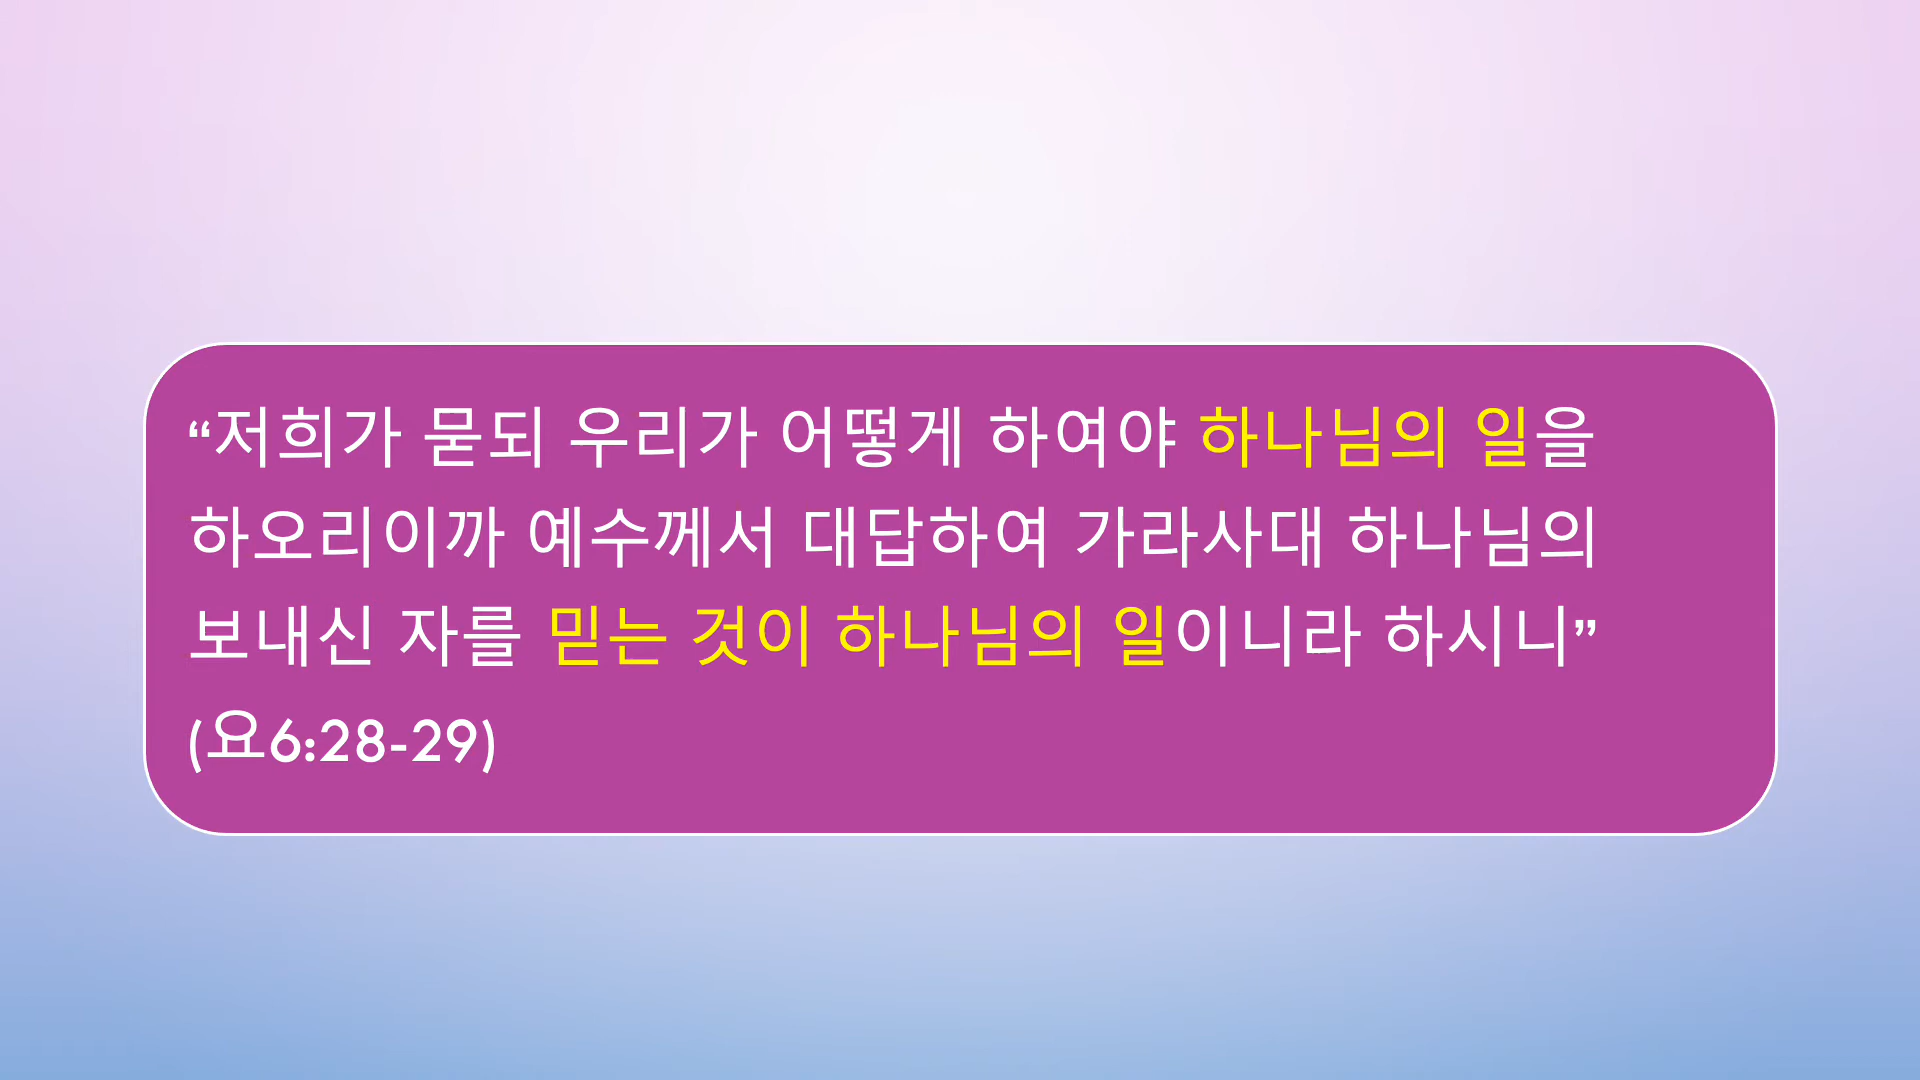 “저희가 묻되 우리가 어떻게 하여야 하나님의 일을
하오리이까 예수께서 대답하여 가라사대 하나님의
보내신 자를 믿는 것이 하나님의 일이니라 하시니”
(요6:28-29)